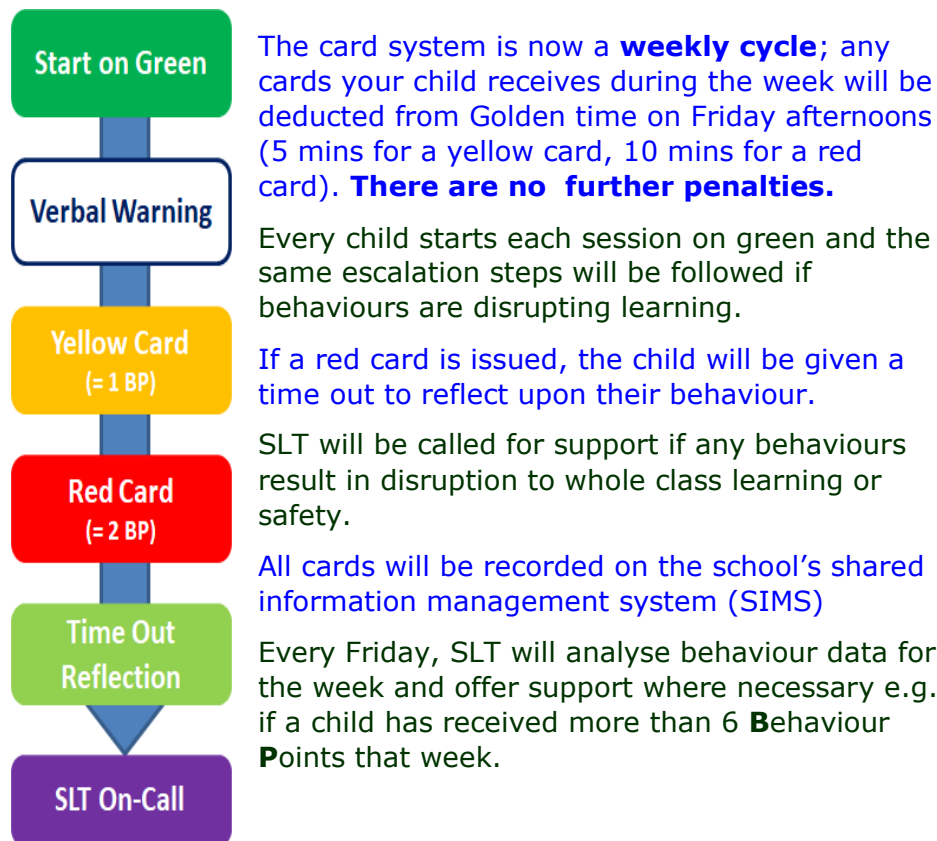 Start on Green
Verbal Warning
Yellow Card
(= 1 BP)
Red Card
(= 2 BP)
Time Out
Reflection
SLT On-Call
The card system is now a weekly cycle; any
cards your child receives during the week will be
deducted from Golden time on Friday afternoons
(5 mins for a yellow card, 10 mins for a red
card). There are no further penalties.
Every child starts each session on green and the
same escalation steps will be followed if
behaviours are disrupting learning.
If a red card is issued, the child will be given a
time out to reflect upon their behaviour.
SLT will be called for support if any behaviours
result in disruption to whole class learning or
safety.
All cards will be recorded on the school’s shared
information management system (SIMS)
Every Friday, SLT will analyse behaviour data for
the week and offer support where necessary e.g.
if a child has received more than 6 Behaviour
Points that week.